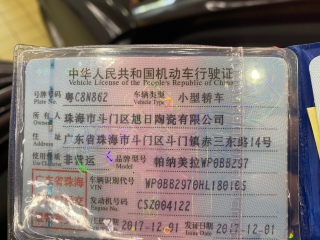 中华人民共和国机动车行驶证
Vehicle License of the People's Republic of China
号牌号码 粤C8N862 车辆类型 小型轿车
Plate No. Vehicle Type
所有人 珠海市斗门区旭日陶瓷有限公司
Owner
住址 广东省珠海市斗门区斗门镇赤三东路14号
Address
使用性质 非营运 品牌型号 帕纳美拉WP0BB297
Model
广东省珠海 车辆识别代号 WP0BB2970HL180165
VIN
发动机号码 CSZ004122
Engine No.
注册日期 2017-12-01 发证日期 2017-12-01